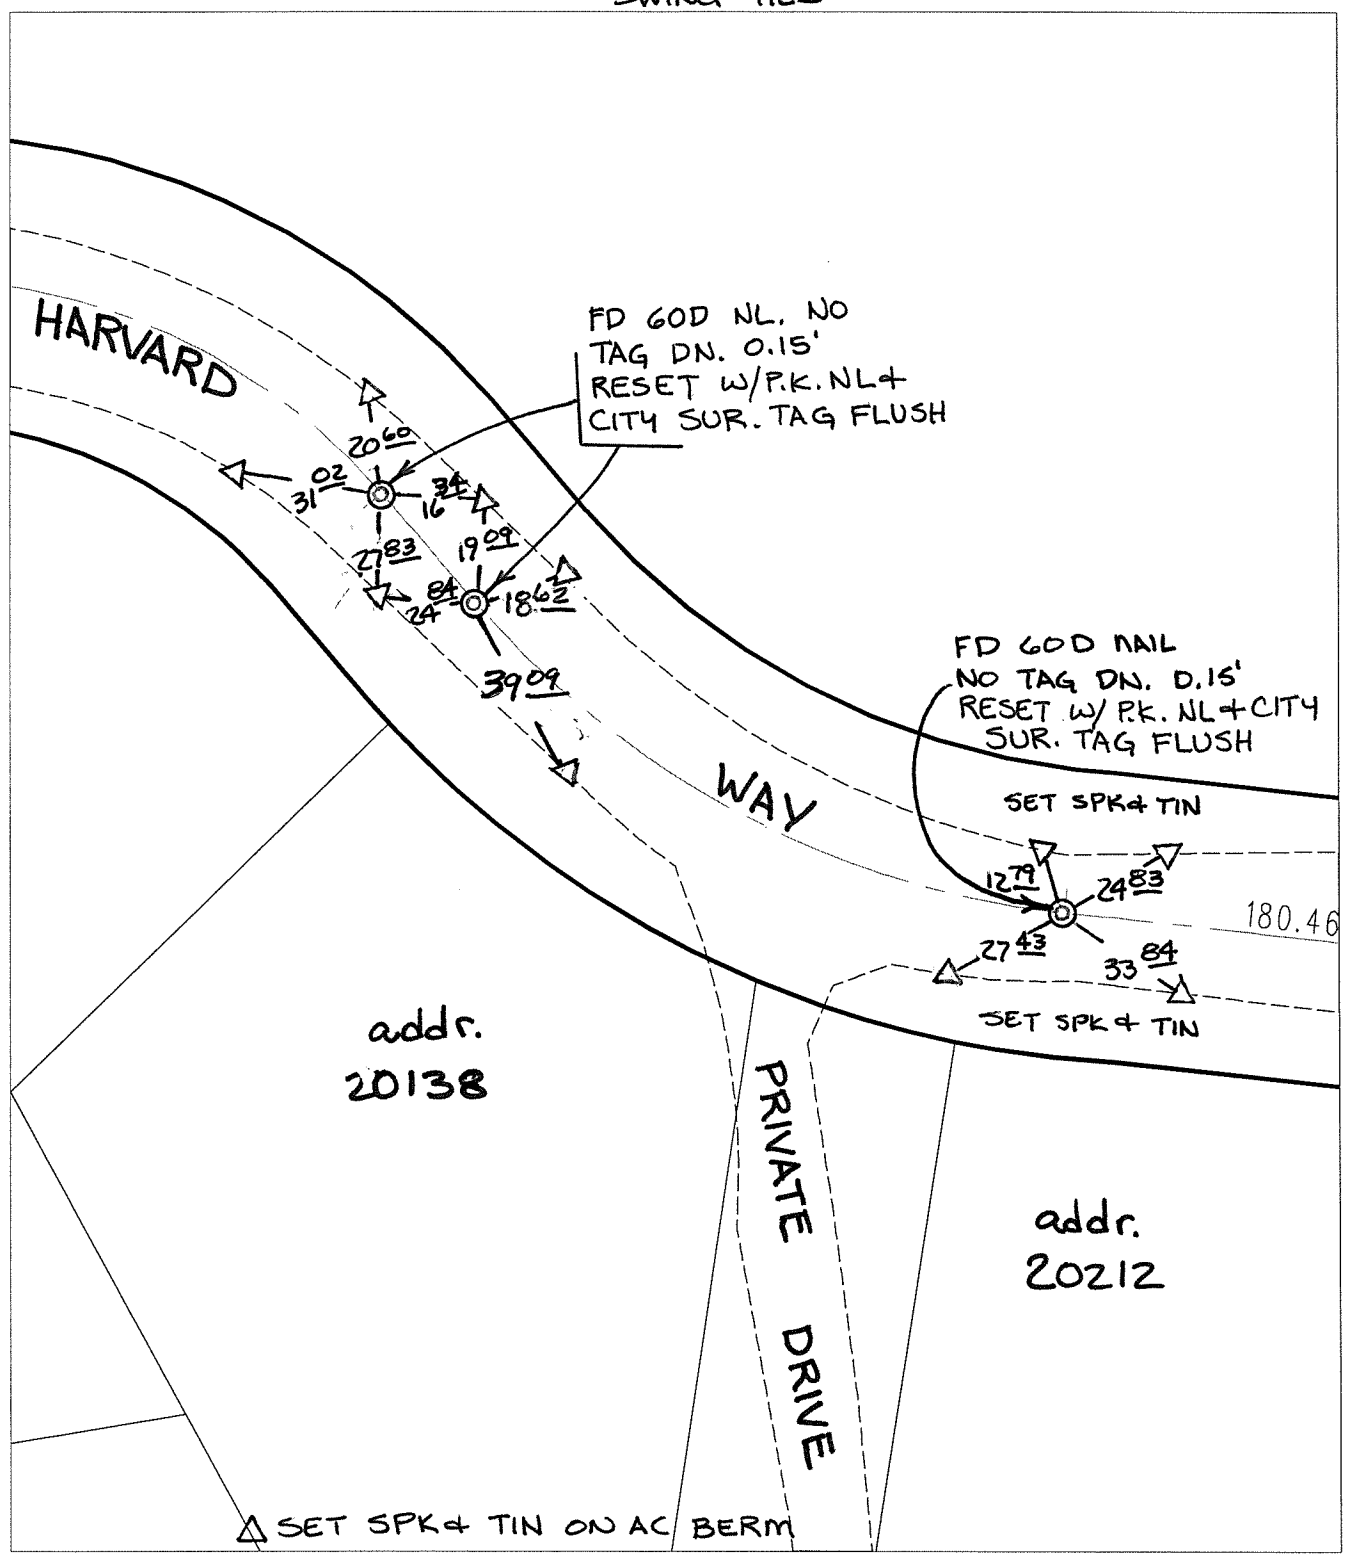 SWING TIES
HARVARD
FD 60D NL. NO
TAG DN. 0.15'
RESET W/P.K. NL &
CITY SUR. TAG FLUSH
20 60
31 02
16 34
27 83
19 09
24 84
18 62
39 09
FD 60D NAIL
NO TAG DN. 0.15'
RESET W/ P.K. NL & CITY
SUR. TAG FLUSH
WAY
SET SPK & TIN
12 79
24 83
180.46
27 43
33 84
SET SPK & TIN
addr.
20138
PRIVATE DRIVE
addr.
20212
SET SPK & TIN ON AC BERM